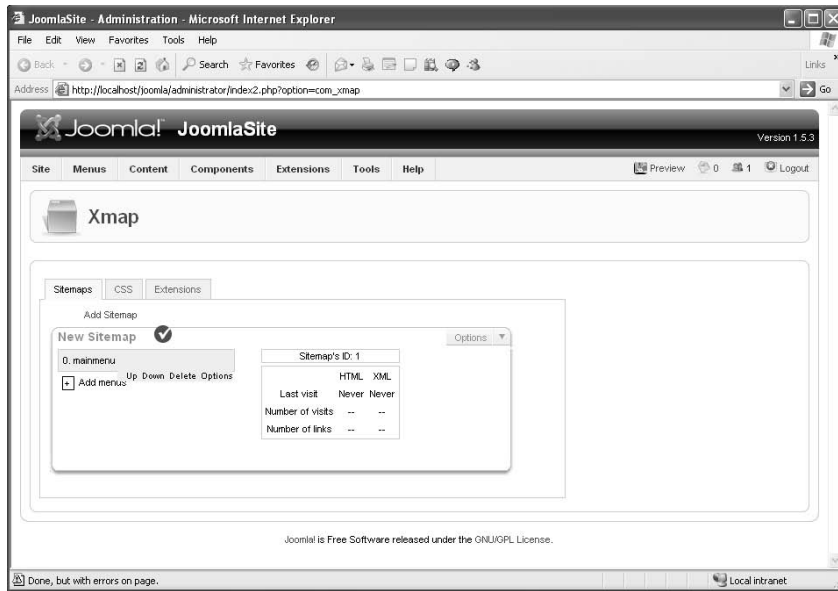 JoomlaSite - Administration - Microsoft Internet Explorer
File Edit View Favorites Tools Help
Back Search Favorites Links »
Address http://localhost/joomla/administrator/index2.php?option=com_xmap Go
Joomla! JoomlaSite
Version 1.5.3
Site Menus Content Components Extensions Tools Help Preview 0 1 Logout
Xmap
Sitemaps CSS Extensions
Add Sitemap
New Sitemap Options
0. mainmenu Sitemap's ID: 1
Up Down Delete Options
+ Add menus
HTML XML
Last visit Never Never
Number of visits -- --
Number of links -- --
Joomla! is Free Software released under the GNU/GPL License.
Done, but with errors on page. Local intranet